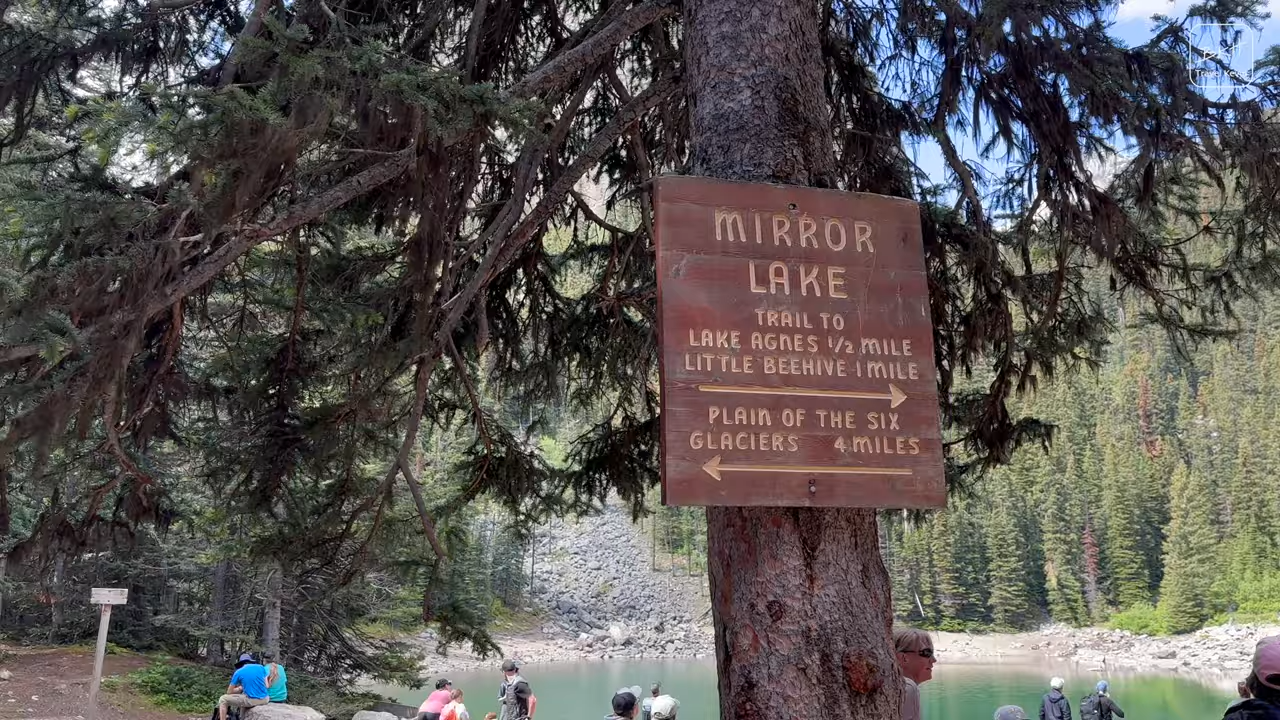 MIRROR
LAKE
TRAIL TO
LAKE AGNES 1/2 MILE
LITTLE BEEHIVE 1 MILE
PLAIN OF THE SIX
GLACIERS 4 MILES